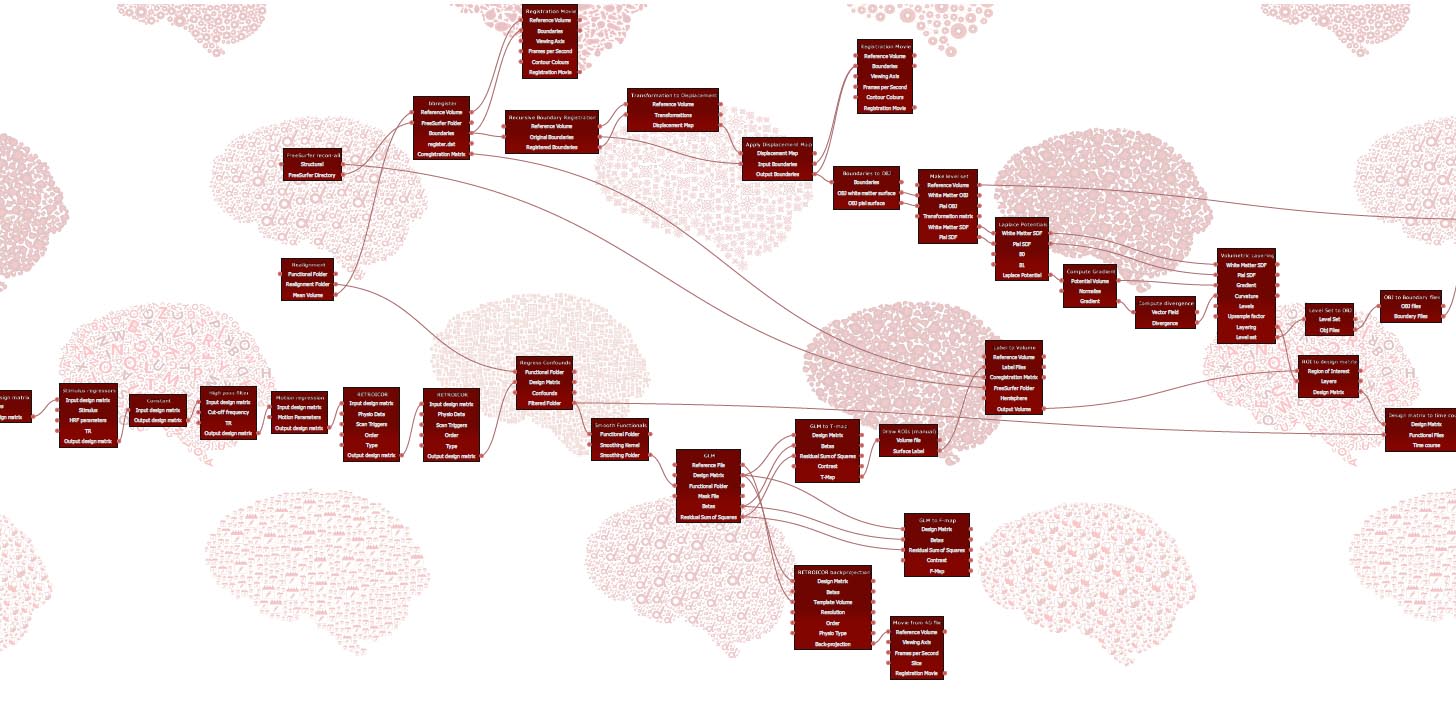 Registration Movie
Reference Volume
Boundaries
Viewing Axis
Frames per Second
Contour Colours
Registration Movie
Registration Movie
Reference Volume
Boundaries
Viewing Axis
Frames per Second
Contour Colours
Registration Movie
bbregister
Reference Volume
FreeSurfer Folder
Boundaries
register.dat
Coregistration Matrix
Recursive Boundary Registration
Reference Volume
Original Boundaries
Registered Boundaries
Transformation to Displacement
Reference Volume
Transformations
Displacement Map
Apply Displacement Map
Displacement Map
Input Boundaries
Output Boundaries
FreeSurfer recon-all
Structural
FreeSurfer Directory
Boundaries to OBJ
Boundaries
OBJ white matter surface
OBJ pial surface
Make level set
Reference Volume
White Matter OBJ
Pial OBJ
Transformation matrix
White Matter SDF
Pial SDF
Laplace Potentials
White Matter SDF
Pial SDF
B0
B1
Laplace Potential
Realignment
Functional Folder
Realignment Folder
Mean Volume
Compute Gradient
Potential Volume
Normalise
Gradient
Compute divergence
Vector Field
Divergence
Volumetric Layering
White Matter SDF
Pial SDF
Gradient
Curvature
Levels
Upsample factor
Layering
Level set
Level Set to OBJ
Level Set
Obj Files
OBJ to Boundary files
OBJ files
Boundary Files
ROI to design matrix
Region of Interest
Layers
Design Matrix
Label to Volume
Reference Volume
Label Files
Coregistration Matrix
FreeSurfer Folder
Hemisphere
Output Volume
Design matrix to time cou
Design Matrix
Functional Files
Time course
sign matrix
gn matrix
Stimulus regressors
Input design matrix
Stimulus
HRF parameters
TR
Output design matrix
Constant
Input design matrix
Output design matrix
High pass filter
Input design matrix
Cut-off frequency
TR
Output design matrix
Motion regression
Input design matrix
Motion Parameters
Output design matrix
RETROICOR
Input design matrix
Physio Data
Scan Triggers
Order
Type
Output design matrix
RETROICOR
Input design matrix
Physio Data
Scan Triggers
Order
Type
Output design matrix
Regress Confounds
Functional Folder
Design Matrix
Confounds
Filtered Folder
Smooth Functionals
Functional Folder
Smoothing Kernel
Smoothing Folder
GLM
Reference File
Design Matrix
Functional Folder
Mask File
Betas
Residual Sum of Squares
GLM to T-map
Design Matrix
Betas
Residual Sum of Squares
Contrast
T-Map
Draw ROIs (manual)
Volume file
Surface Label
GLM to F-map
Design Matrix
Betas
Residual Sum of Squares
Contrast
F-Map
RETROICOR backprojection
Design Matrix
Betas
Template Volume
Resolution
Order
Physio Type
Back-projection
Movie from 4D file
Reference Volume
Viewing Axis
Frames per Second
Slice
Registration Movie